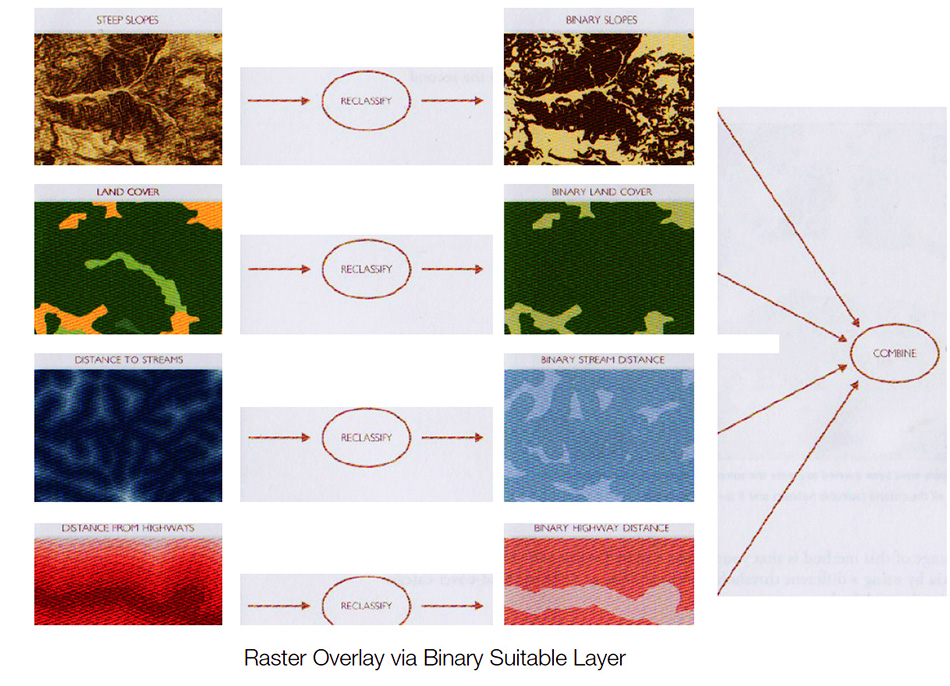 STEEP SLOPES
RECLASSIFY
BINARY SLOPES
LAND COVER
RECLASSIFY
BINARY LAND COVER
COMBINE
DISTANCE TO STREAMS
RECLASSIFY
BINARY STREAM DISTANCE
DISTANCE FROM HIGHWAYS
RECLASSIFY
BINARY HIGHWAY DISTANCE
Raster Overlay via Binary Suitable Layer